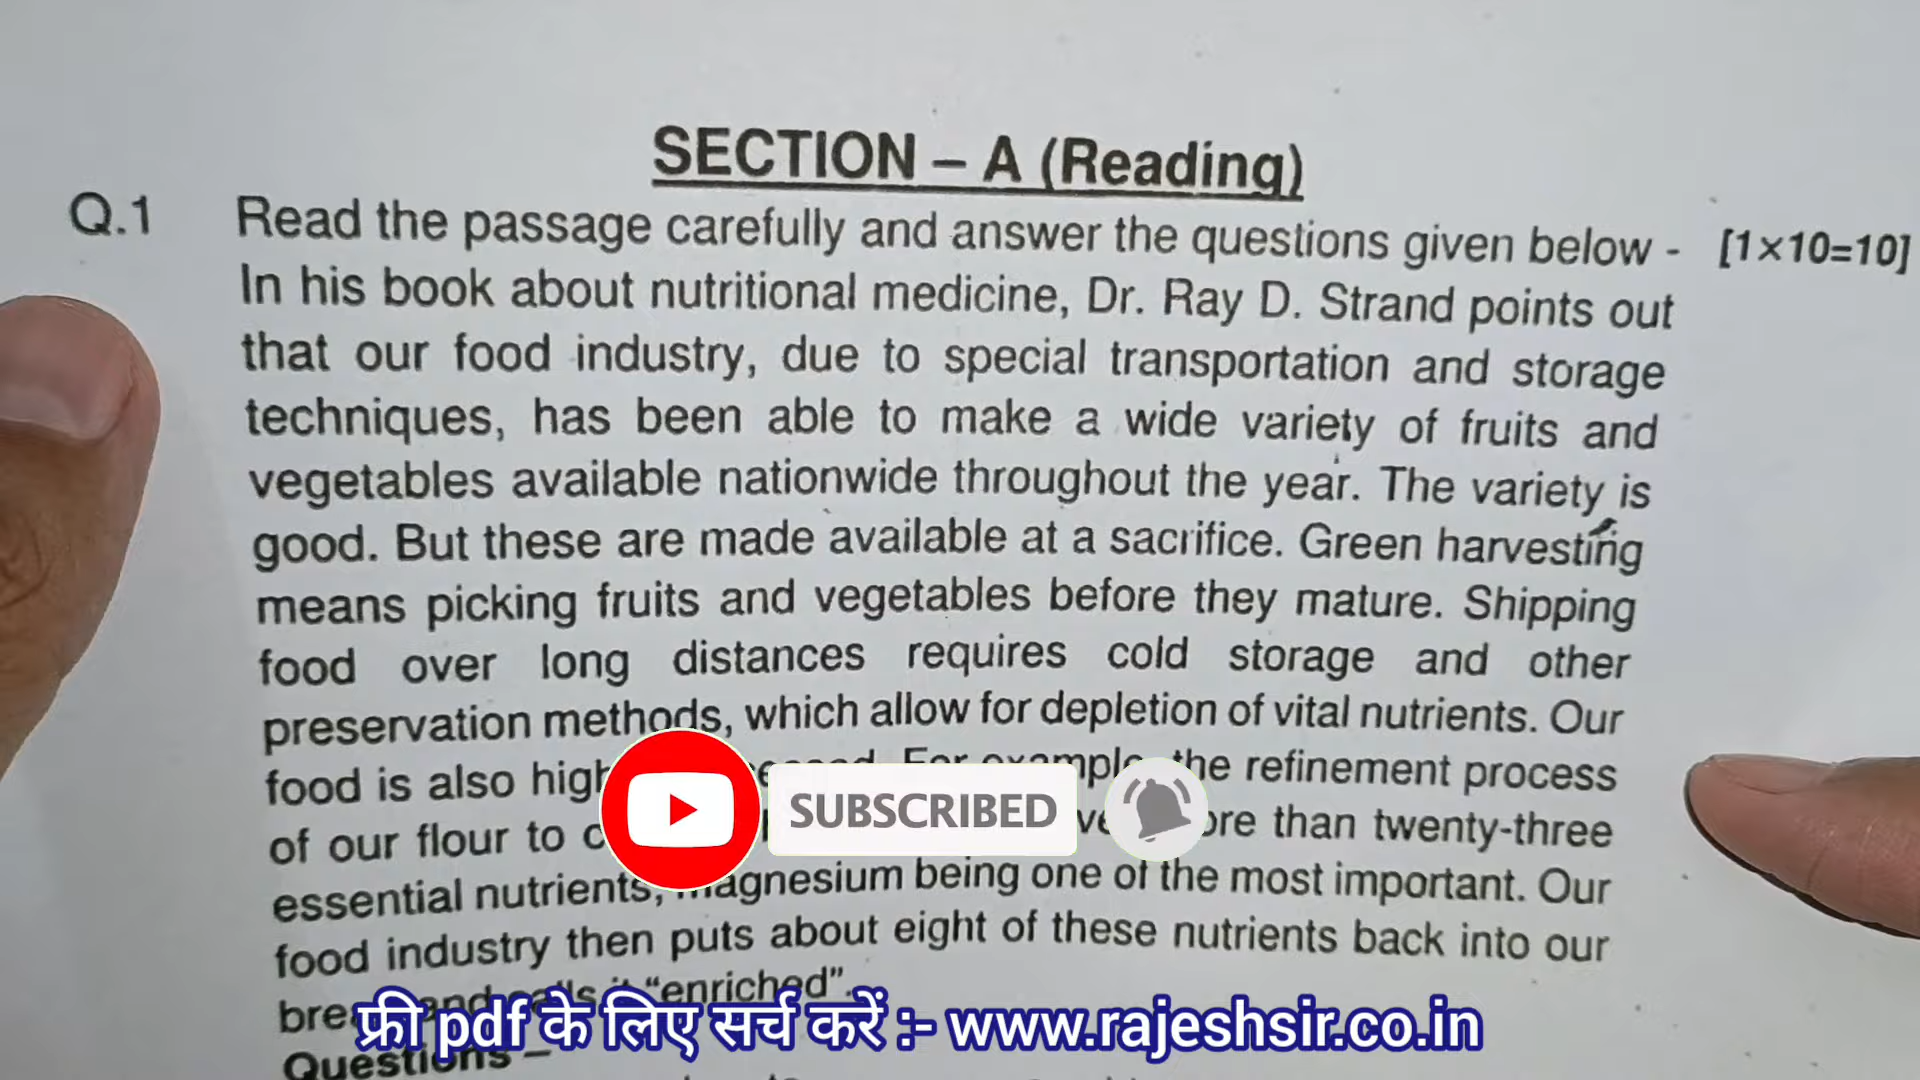 SECTION – A (Reading)
Q.1 Read the passage carefully and answer the questions given below - [1×10=10]
In his book about nutritional medicine, Dr. Ray D. Strand points out
that our food industry, due to special transportation and storage
techniques, has been able to make a wide variety of fruits and
vegetables available nationwide throughout the year. The variety is
good. But these are made available at a sacrifice. Green harvesting
means picking fruits and vegetables before they mature. Shipping
food over long distances requires cold storage and other
preservation methods, which allow for depletion of vital nutrients. Our
food is also For example, the refinement process
of our flour to than twenty-three
essential nutrients, magnesium being one of the most important. Our
food industry then puts about eight of these nutrients back into our
"enriched".
Questions –
SUBSCRIBED
फ्री pdf के लिए सर्च करें :- www.rajeshsir.co.in